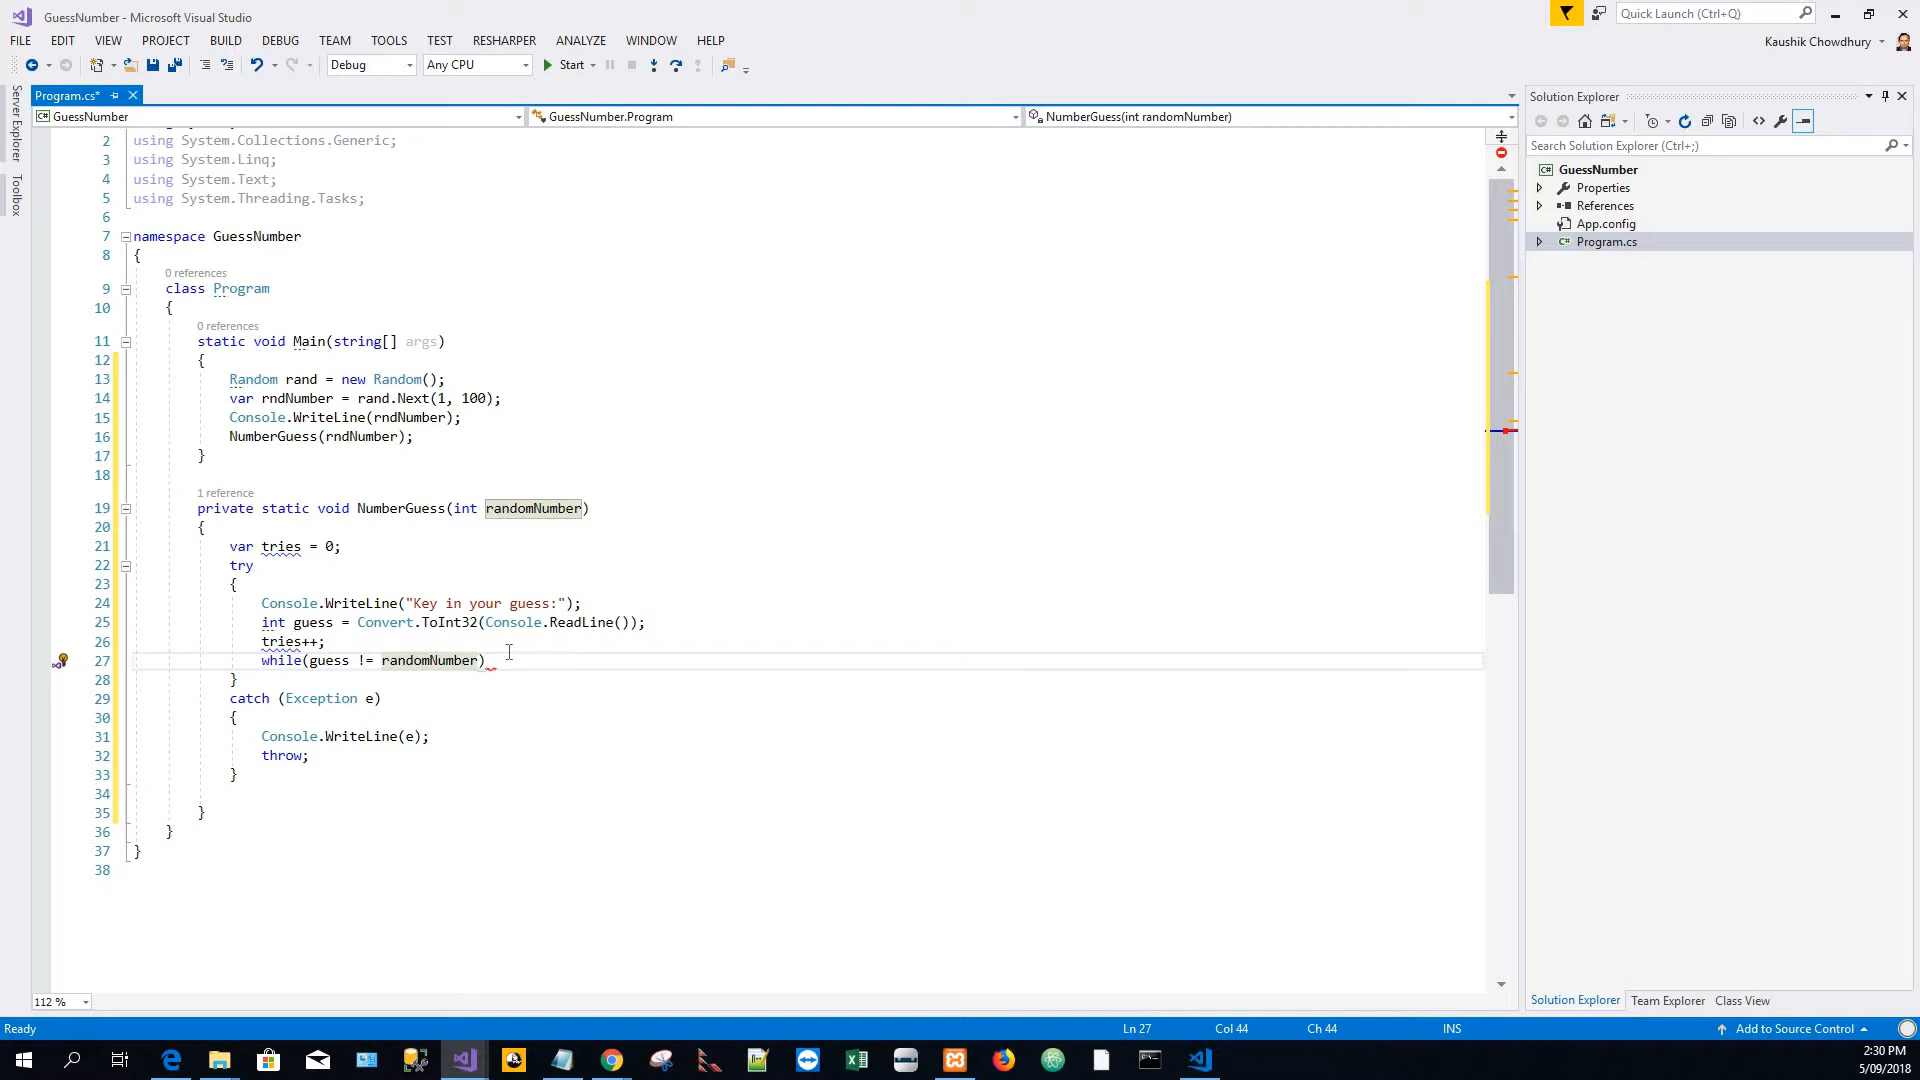 GuessNumber - Microsoft Visual Studio
Quick Launch (Ctrl+Q)
FILE EDIT VIEW PROJECT BUILD DEBUG TEAM TOOLS TEST RESHARPER ANALYZE WINDOW HELP
Kaushik Chowdhury
Debug Any CPU Start
Server Explorer
Toolbox
Program.cs*
GuessNumber GuessNumber.Program NumberGuess(int randomNumber)
2 using System.Collections.Generic;
3 using System.Linq;
4 using System.Text;
5 using System.Threading.Tasks;
6
7 namespace GuessNumber
8 {
0 references
9 class Program
10 {
0 references
11 static void Main(string[] args)
12 {
13 Random rand = new Random();
14 var rndNumber = rand.Next(1, 100);
15 Console.WriteLine(rndNumber);
16 NumberGuess(rndNumber);
17 }
18
1 reference
19 private static void NumberGuess(int randomNumber)
20 {
21 var tries = 0;
22 try
23 {
24 Console.WriteLine("Key in your guess:");
25 int guess = Convert.ToInt32(Console.ReadLine());
26 tries++;
27 while(guess != randomNumber)
28 }
29 catch (Exception e)
30 {
31 Console.WriteLine(e);
32 throw;
33 }
34
35 }
36 }
37 }
38
112 %
Solution Explorer
Search Solution Explorer (Ctrl+;)
GuessNumber
Properties
References
App.config
C# Program.cs
Solution Explorer Team Explorer Class View
Ready Ln 27 Col 44 Ch 44 INS Add to Source Control
2:30 PM
5/09/2018